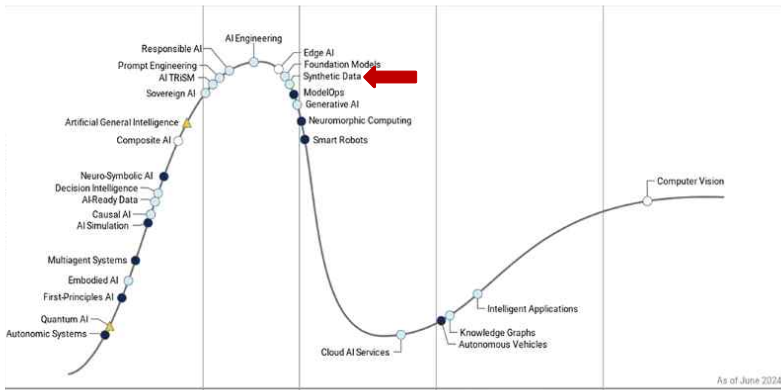 AI Engineering
Responsible AI
Edge AI
Prompt Engineering
Foundation Models
AI TRiSM
Synthetic Data
Sovereign AI
ModelOps
Generative AI
Artificial General Intelligence
Neuromorphic Computing
Composite AI
Smart Robots
Neuro-Symbolic AI
Computer Vision
Decision Intelligence
AI-Ready Data
Causal AI
AI Simulation
Multiagent Systems
Embodied AI
First-Principles AI
Intelligent Applications
Quantum AI
Autonomic Systems
Knowledge Graphs
Autonomous Vehicles
Cloud AI Services
As of June 2024